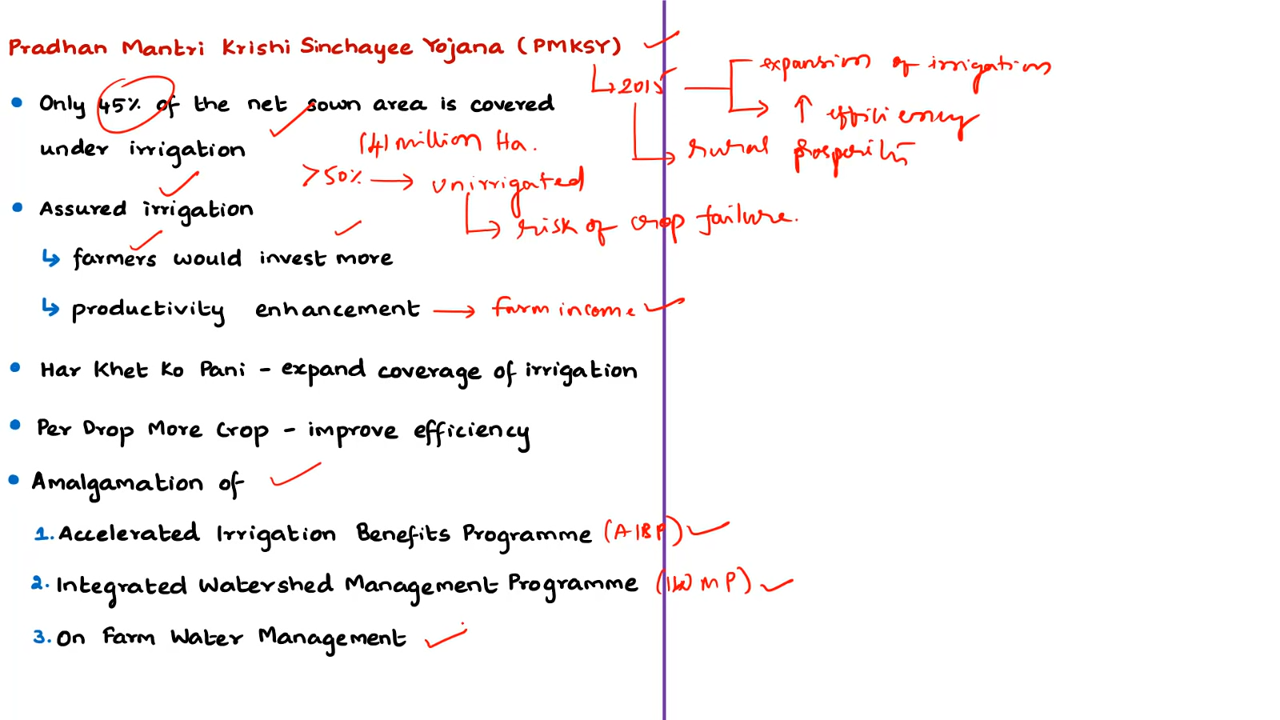 Pradhan Mantri Krishi Sinchayee Yojana (PMKSY)
2015
expansion of irrigation
↑ efficiency
rural prosperity
• Only 45% of the net sown area is covered
under irrigation
141 million Ha.
>50% → unirrigated
risk of crop failure.
• Assured irrigation
↳ farmers would invest more
↳ productivity enhancement → farm income
• Har Khet Ko Pani - expand coverage of irrigation
• Per Drop More Crop - improve efficiency
• Amalgamation of
1. Accelerated Irrigation Benefits Programme (AIBP)
2. Integrated Watershed Management Programme (IWMP)
3. On Farm Water Management